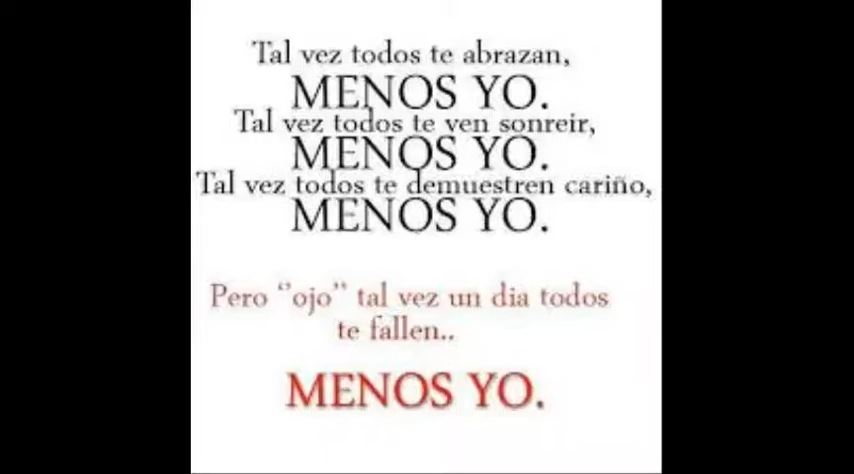 Tal vez todos te abrazan,
MENOS YO.
Tal vez todos te ven sonreir,
MENOS YO.
Tal vez todos te demuestren cariño,
MENOS YO.
Pero ‘’ojo’’ tal vez un dia todos
te fallen..
MENOS YO.